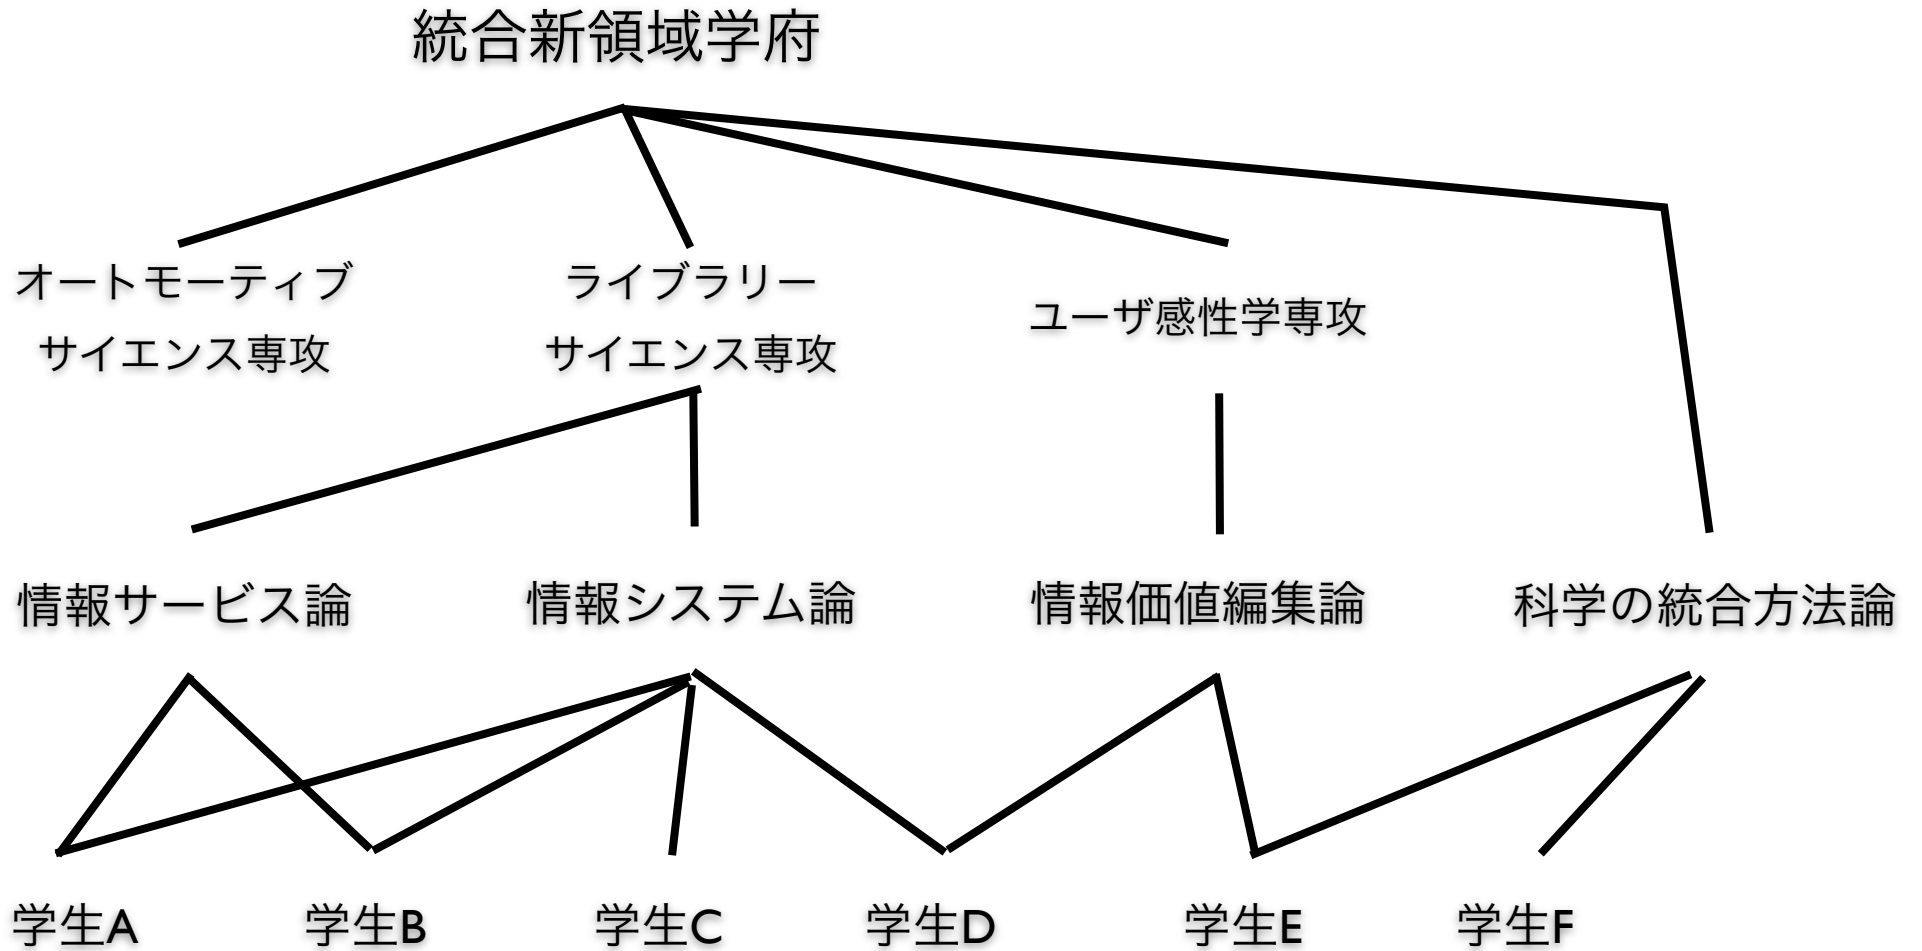 統合新領域学府
オートモーティブ
サイエンス専攻
ライブラリー
サイエンス専攻
ユーザ感性学専攻
情報サービス論
情報システム論
情報価値編集論
科学の統合方法論
学生A
学生B
学生C
学生D
学生E
学生F